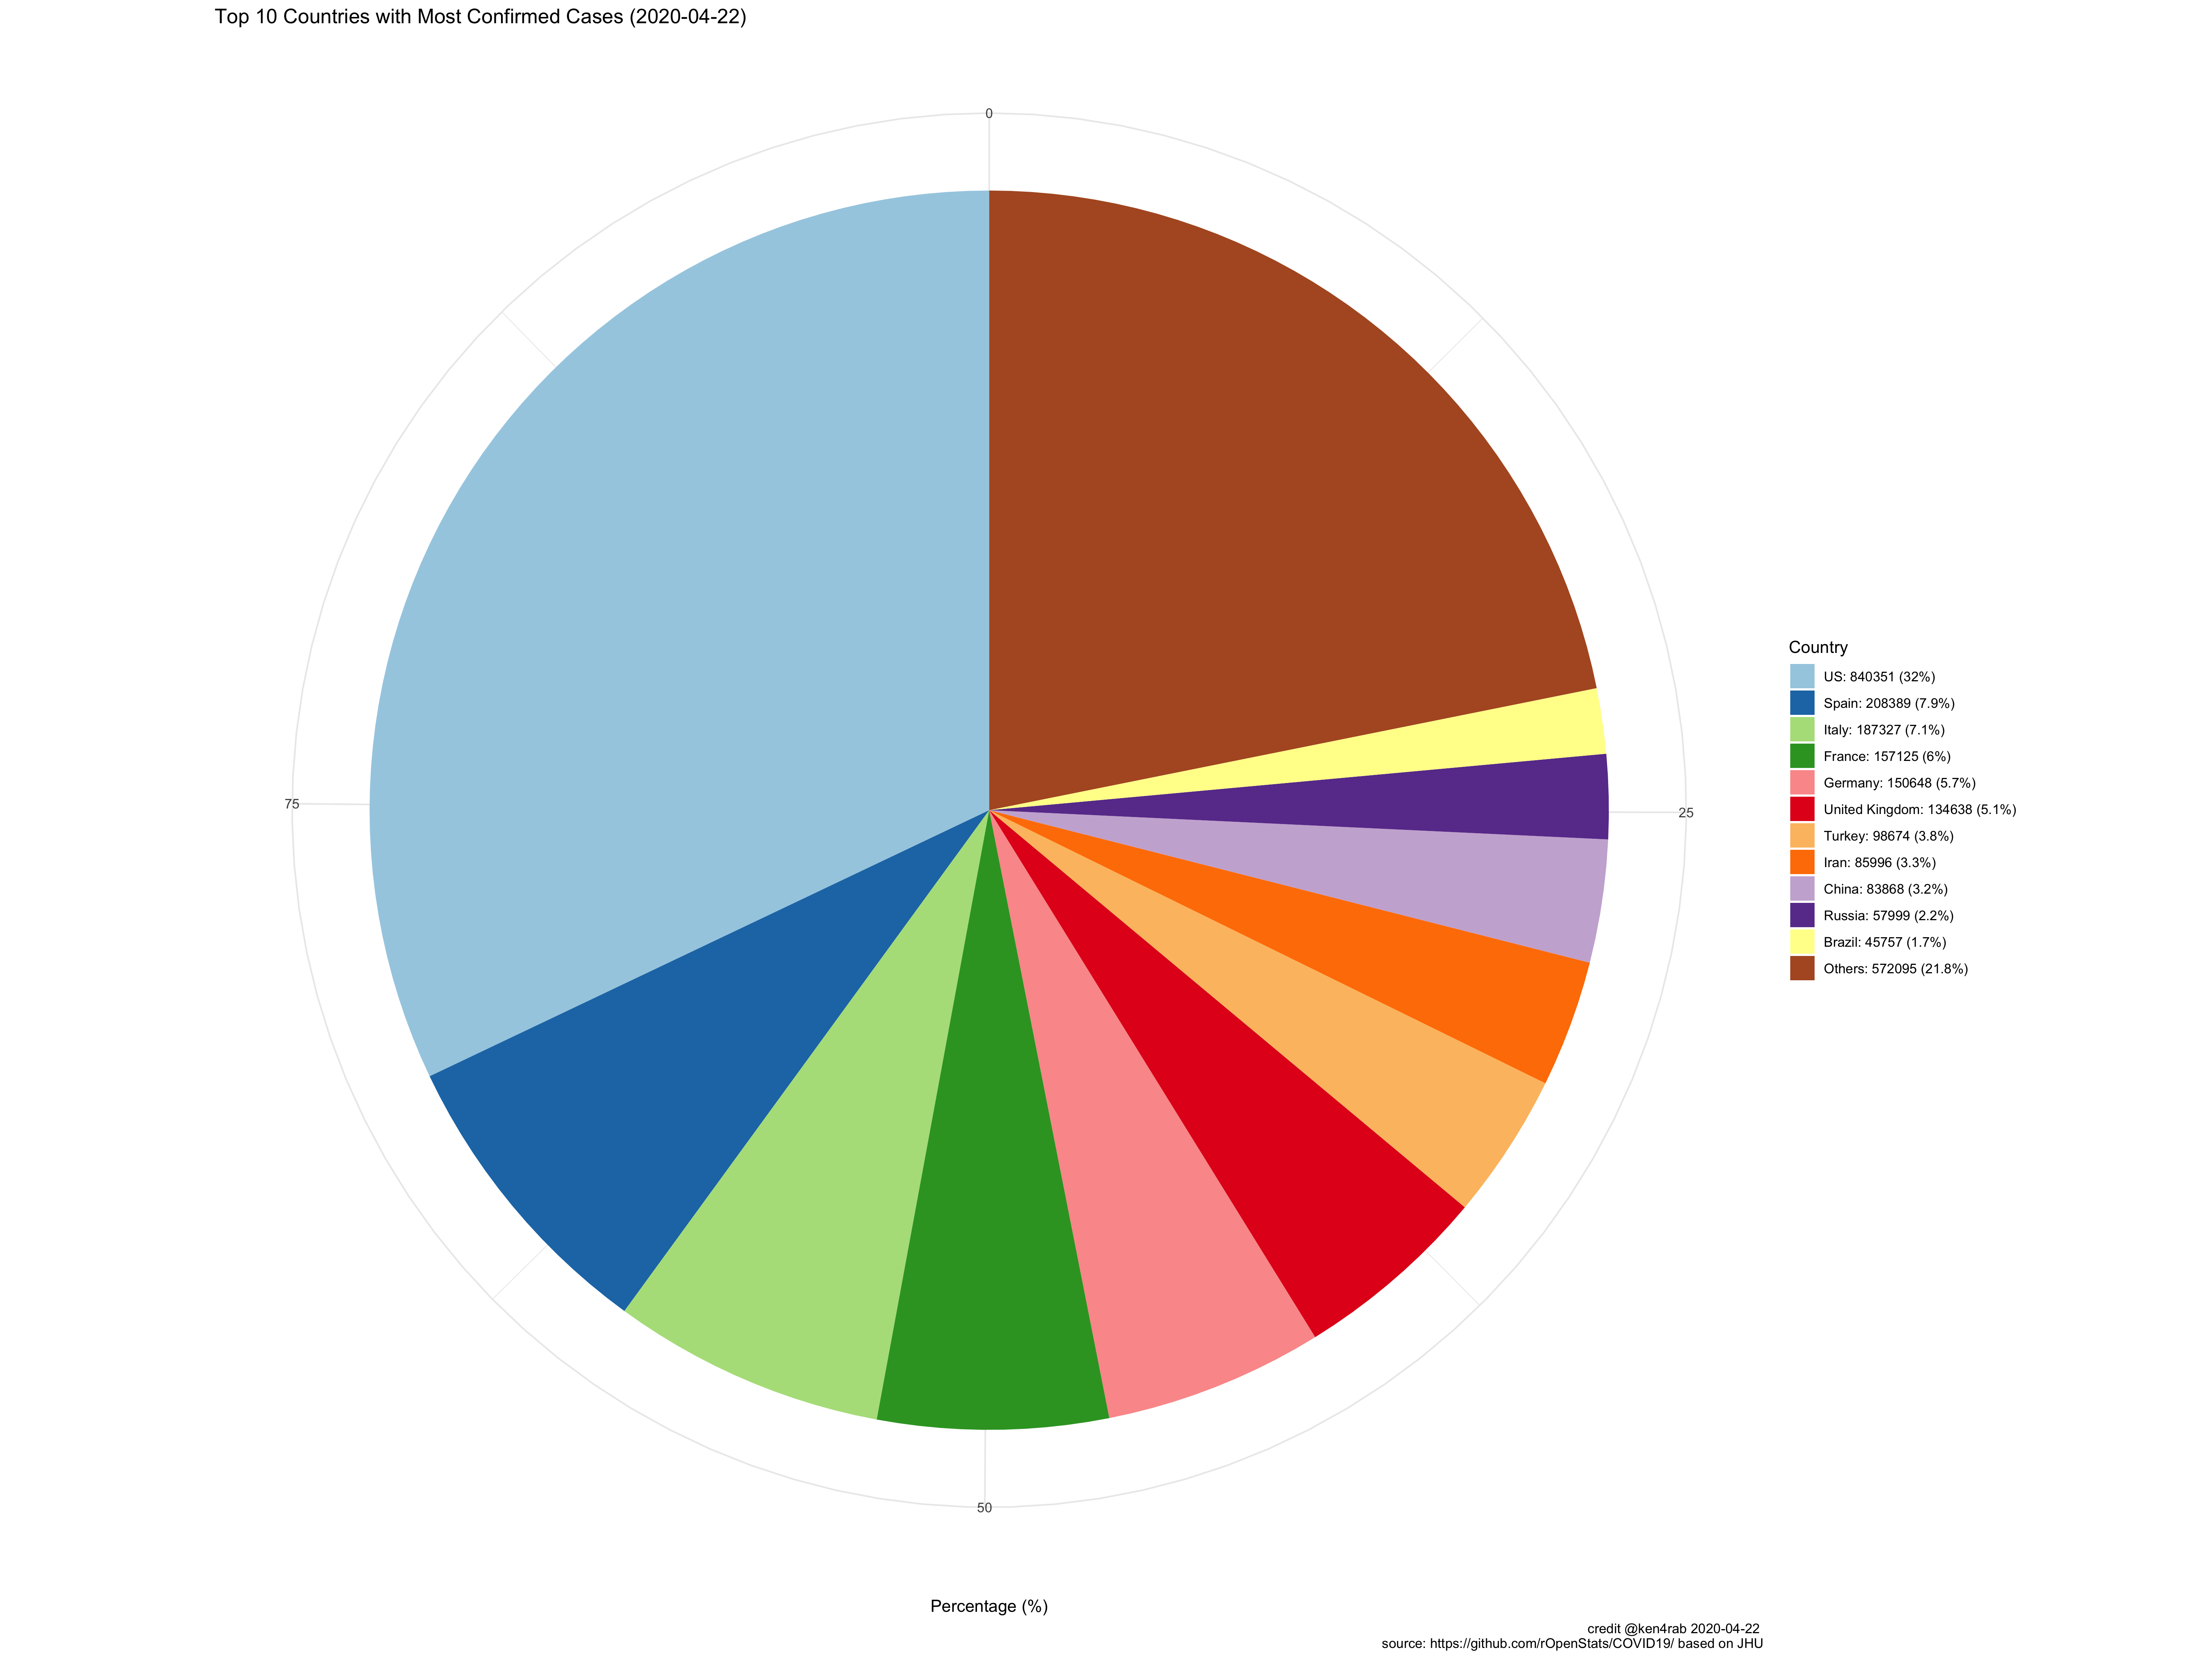 Top 10 Countries with Most Confirmed Cases (2020-04-22)
0
75
25
50
Country
US: 840351 (32%)
Spain: 208389 (7.9%)
Italy: 187327 (7.1%)
France: 157125 (6%)
Germany: 150648 (5.7%)
United Kingdom: 134638 (5.1%)
Turkey: 98674 (3.8%)
Iran: 85996 (3.3%)
China: 83868 (3.2%)
Russia: 57999 (2.2%)
Brazil: 45757 (1.7%)
Others: 572095 (21.8%)
Percentage (%)
credit @ken4rab 2020-04-22
source: https://github.com/rOpenStats/COVID19/ based on JHU